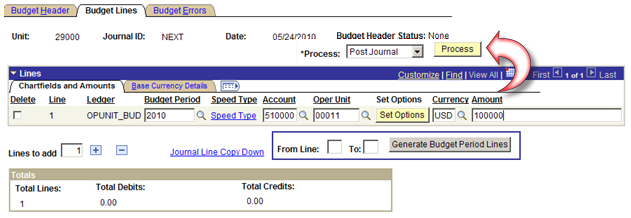 Budget Header Budget Lines Budget Errors
Unit: 29000 Journal ID: NEXT Date: 05/24/2010 Budget Header Status: None
*Process: Post Journal Process
Lines Customize | Find | View All | First 1 of 1 Last
Chartfields and Amounts Base Currency Details
Delete Line Ledger Budget Period Speed Type Account Oper Unit Set Options Currency Amount
1 OPUNIT_BUD 2010 Speed Type 510000 00011 Set Options USD 100000
Lines to add 1 Journal Line Copy Down From Line: To: Generate Budget Period Lines
Totals
Total Lines: Total Debits: Total Credits:
1 0.00 0.00